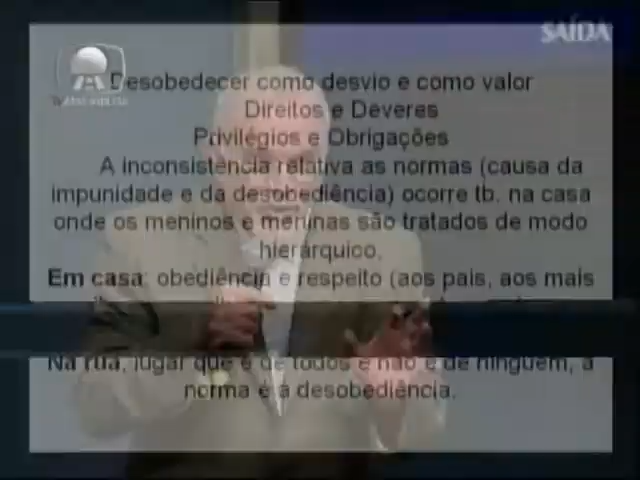 SAÍDA
Desobedecer como desvio e como valor
Direitos e Deveres
Privilégios e Obrigações
A inconsistência relativa as normas (causa da
impunidade e da desobediência) ocorre tb. na casa
onde os meninos e meninas são tratados de modo
hierárquico.
Em casa: obediência e respeito (aos pais, aos mais
Na rua, lugar que é de todos e não é de ninguém, a
norma é a desobediência.